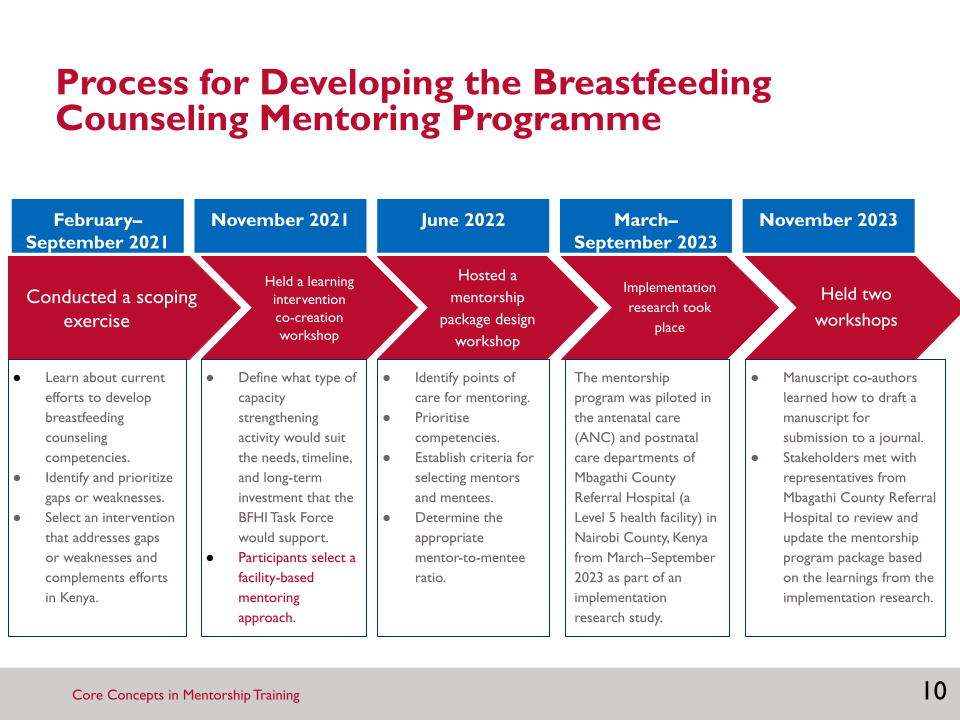 Process for Developing the Breastfeeding
Counseling Mentoring Programme
February–
September 2021
Conducted a scoping
exercise
● Learn about current
efforts to develop
breastfeeding
counseling
competencies.
● Identify and prioritize
gaps or weaknesses.
● Select an intervention
that addresses gaps
or weaknesses and
complements efforts
in Kenya.
November 2021
Held a learning
intervention
co-creation
workshop
● Define what type of
capacity
strengthening
activity would suit
the needs, timeline,
and long-term
investment that the
BFHI Task Force
would support.
● Participants select a
facility-based
mentoring
approach.
June 2022
Hosted a
mentorship
package design
workshop
● Identify points of
care for mentoring.
● Prioritise
competencies.
● Establish criteria for
selecting mentors
and mentees.
● Determine the
appropriate
mentor-to-mentee
ratio.
March–
September 2023
Implementation
research took
place
The mentorship
program was piloted in
the antenatal care
(ANC) and postnatal
care departments of
Mbagathi County
Referral Hospital (a
Level 5 health facility) in
Nairobi County, Kenya
from March–September
2023 as part of an
implementation
research study.
November 2023
Held two
workshops
● Manuscript co-authors
learned how to draft a
manuscript for
submission to a journal.
● Stakeholders met with
representatives from
Mbagathi County Referral
Hospital to review and
update the mentorship
program package based
on the learnings from the
implementation research.
Core Concepts in Mentorship Training
10